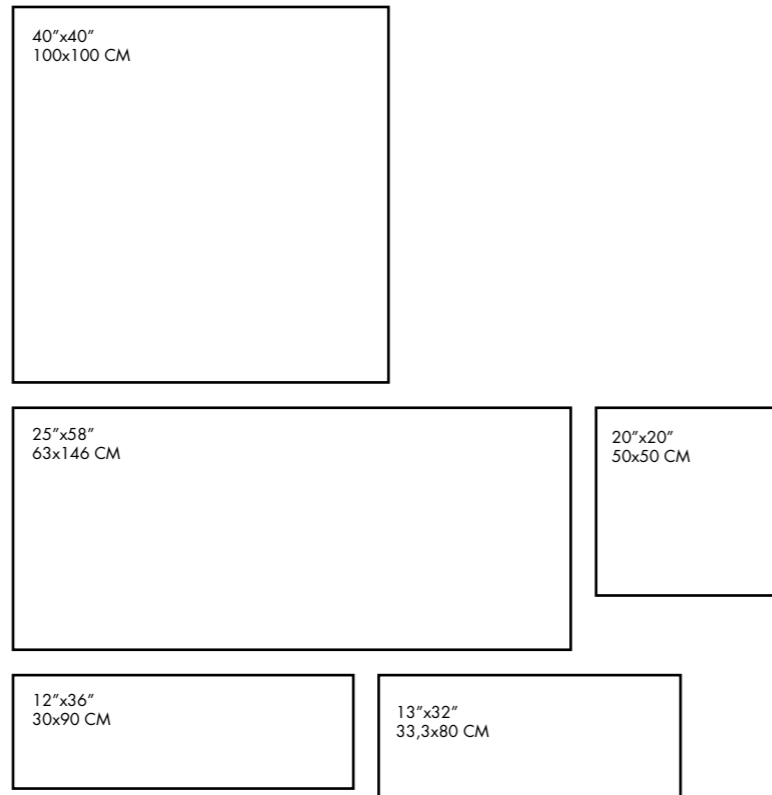 40”x40”
100x100 CM
25”x58”
63x146 CM
20”x20”
50x50 CM
12”x36”
30x90 CM
13”x32”
33,3x80 CM